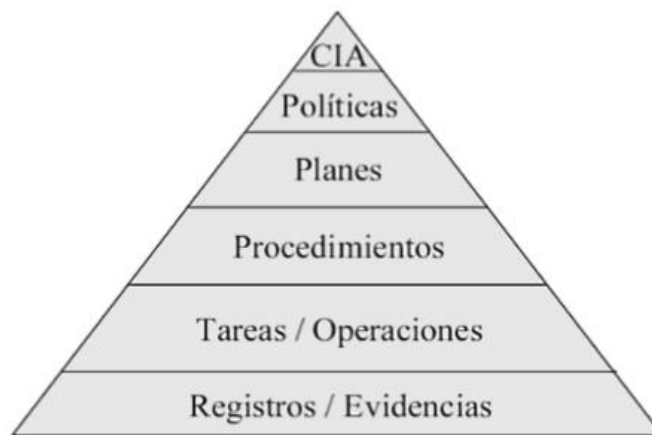 CIA
Políticas
Planes
Procedimientos
Tareas / Operaciones
Registros / Evidencias